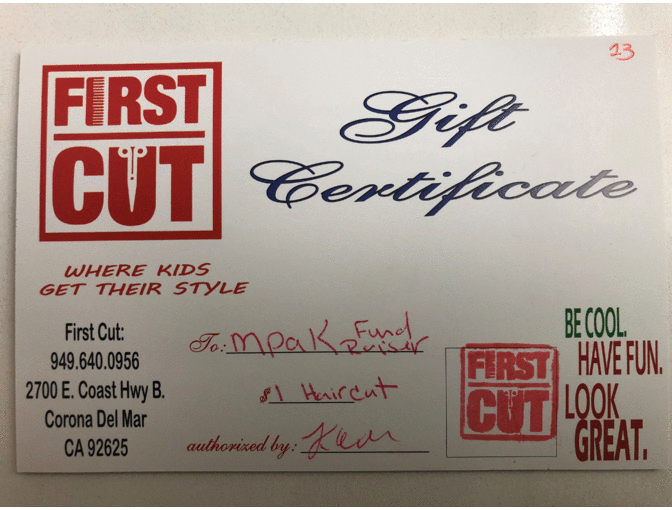 13
FIRST
CUT
Gift
Certificate
WHERE KIDS
GET THEIR STYLE
First Cut:
949.640.0956
2700 E. Coast Hwy B.
Corona Del Mar
CA 92625
To: MPaK Fund
Raiser
$1 Haircut
authorized by:
FIRST
CUT
BE COOL.
HAVE FUN.
LOOK
GREAT.